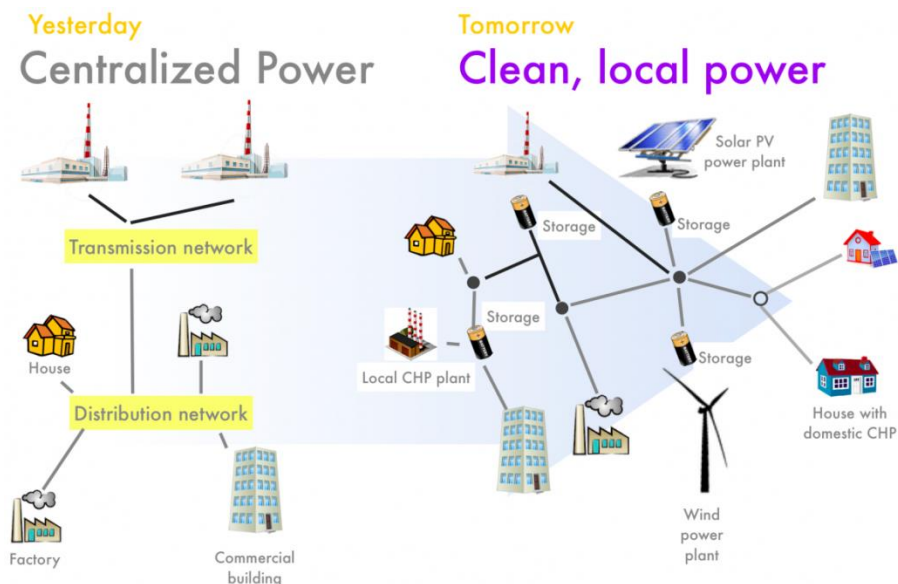 Yesterday
Centralized Power
Transmission network
House
Distribution network
Factory
Commercial
building
Tomorrow
Clean, local power
Solar PV
power plant
Storage
Storage
Storage
Local CHP plant
Storage
House with
domestic CHP
Wind
power
plant